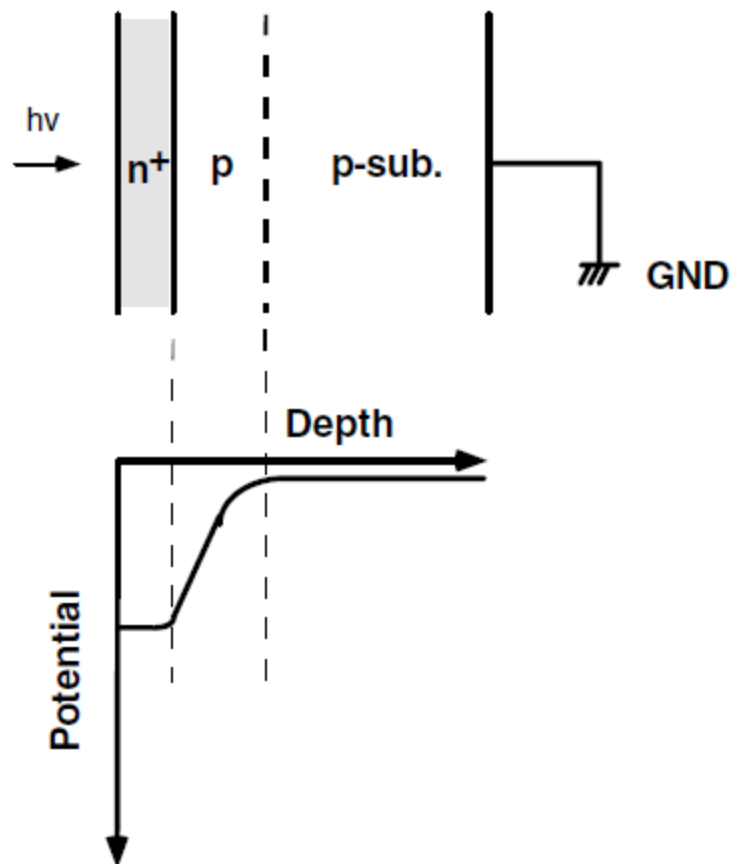 hν
n+
p
p-sub.
GND
Depth
Potential